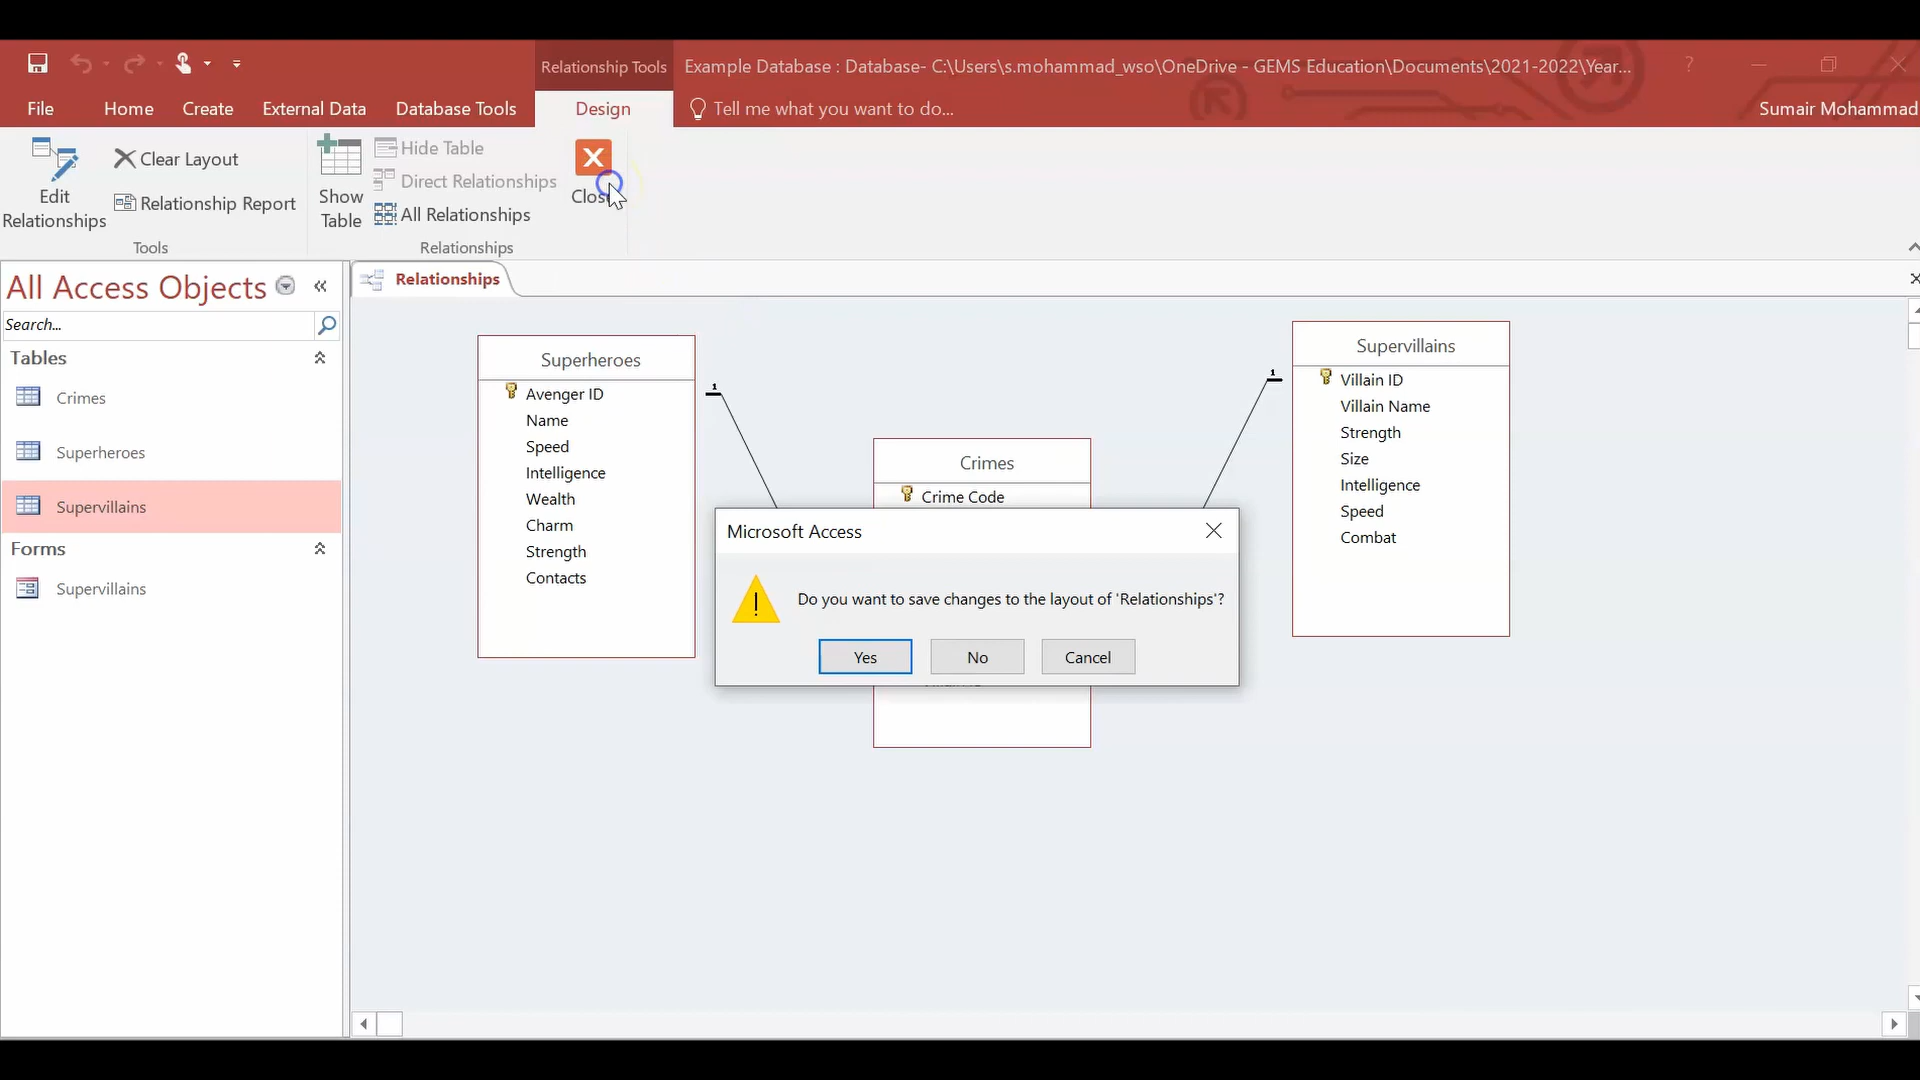 Relationship Tools
Example Database : Database- C:\Users\s.mohammad_wso\OneDrive - GEMS Education\Documents\2021-2022\Year...
?
File
Home
Create
External Data
Database Tools
Design
Tell me what you want to do...
Sumair Mohammad
Edit Relationships
Clear Layout
Relationship Report
Tools
Show Table
Hide Table
Direct Relationships
All Relationships
Relationships
Close
All Access Objects
Search...
Tables
Crimes
Superheroes
Supervillains
Forms
Supervillains
Relationships
Superheroes
Avenger ID
Name
Speed
Intelligence
Wealth
Charm
Strength
Contacts
1
Crimes
Crime Code
1
Supervillains
Villain ID
Villain Name
Strength
Size
Intelligence
Speed
Combat
Microsoft Access
Do you want to save changes to the layout of 'Relationships'?
Yes
No
Cancel